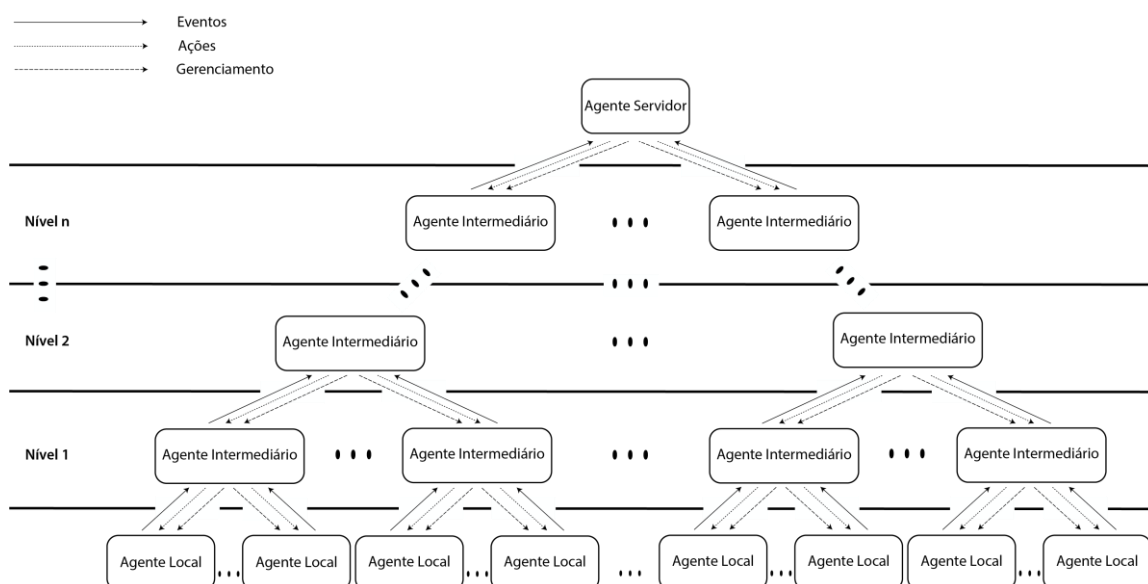 Eventos
Ações
Gerenciamento
Agente Servidor
Nível n
Agente Intermediário
Agente Intermediário
Nível 2
Agente Intermediário
Agente Intermediário
Nível 1
Agente Intermediário
Agente Intermediário
Agente Intermediário
Agente Intermediário
Agente Local
Agente Local
Agente Local
Agente Local
Agente Local
Agente Local
Agente Local
Agente Local